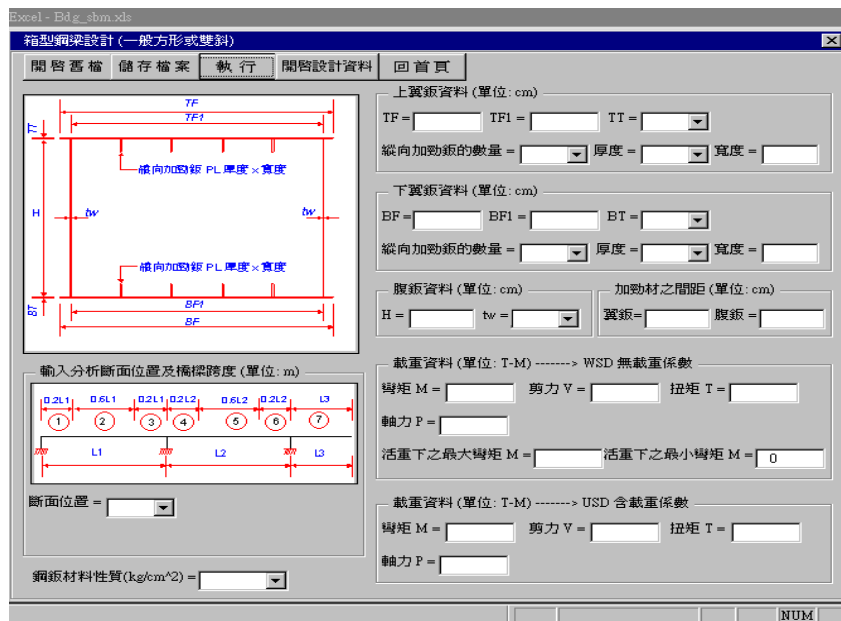 Excel - Bdg_sbm.xls
箱型鋼梁設計 (一般方形或雙斜)
開啓舊檔 儲存檔案 執行 開啓設計資料 回首頁
TF
TF1
TT
縱向加勁鈑 PL 厚度×寬度
H
tw
tw
縱向加勁鈑 PL 厚度×寬度
BF1
BT
BF
輸入分析斷面位置及橋樑跨度 (單位: m)
0.2L1 0.6L1 0.2L1 0.2L2 0.6L2 0.2L2 L3
1 2 3 4 5 6 7
L1 L2 L3
斷面位置 =
鋼鈑材料性質(kg/cm^2) =
上翼鈑資料 (單位: cm)
TF = TF1 = TT =
縱向加勁鈑的數量 = 厚度 = 寬度 =
下翼鈑資料 (單位: cm)
BF = BF1 = BT =
縱向加勁鈑的數量 = 厚度 = 寬度 =
腹鈑資料 (單位: cm)
H = tw =
加勁材之間距 (單位: cm)
翼鈑= 腹鈑 =
載重資料 (單位: T-M) -------> WSD 無載重係數
彎矩 M = 剪力 V = 扭矩 T =
軸力 P =
活重下之最大彎矩 M = 活重下之最小彎矩 M = 0
載重資料 (單位: T-M) -------> USD 含載重係數
彎矩 M = 剪力 V = 扭矩 T =
軸力 P =
NUM